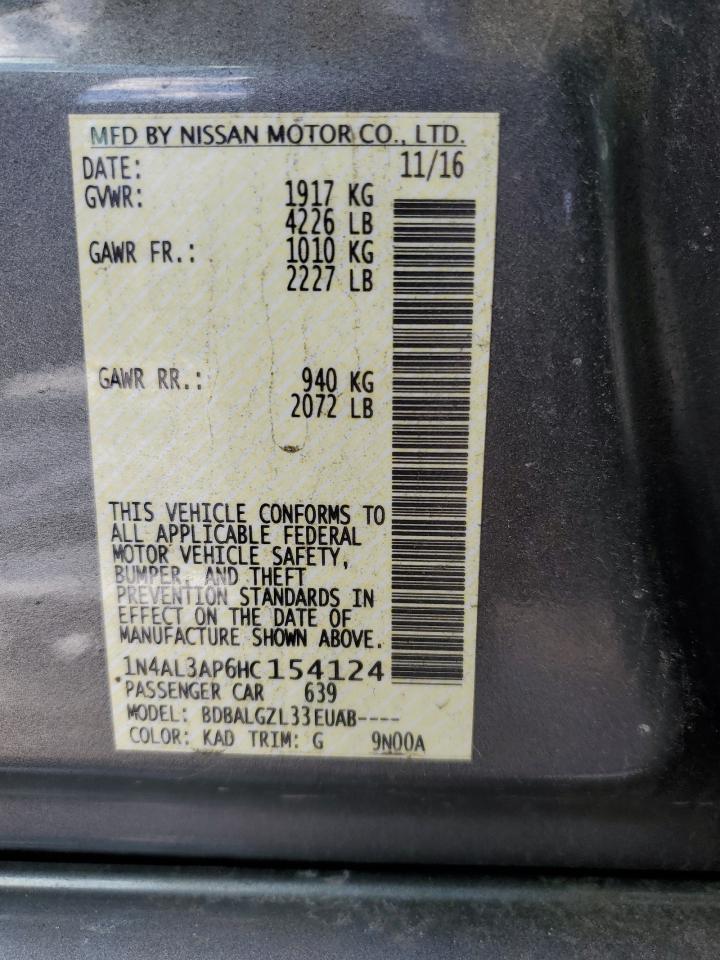 MFD BY NISSAN MOTOR CO., LTD.
DATE: 11/16
GVWR: 1917 KG
4226 LB
GAWR FR.: 1010 KG
2227 LB
GAWR RR.: 940 KG
2072 LB
THIS VEHICLE CONFORMS TO
ALL APPLICABLE FEDERAL
MOTOR VEHICLE SAFETY,
BUMPER, AND THEFT
PREVENTION STANDARDS IN
EFFECT ON THE DATE OF
MANUFACTURE SHOWN ABOVE.
1N4AL3AP6HC154124
PASSENGER CAR 639
MODEL: BDBALGZL33EUAB----
COLOR: KAD TRIM: G 9N00A